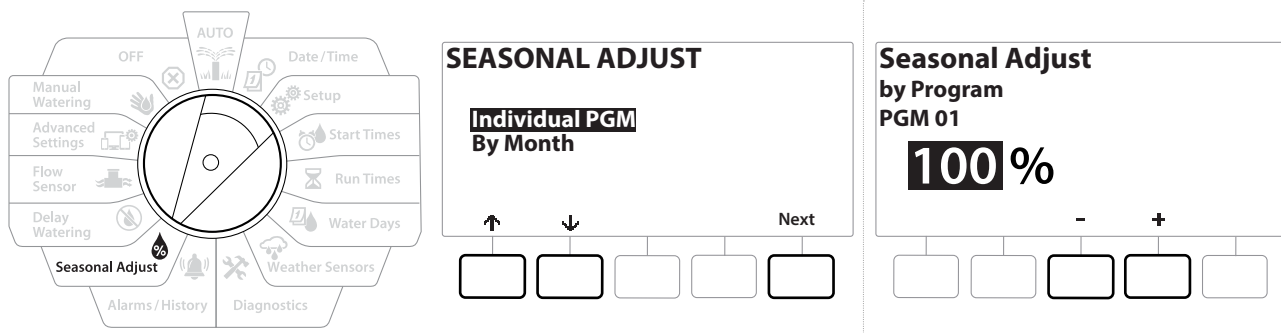 AUTO
OFF
Date / Time
Manual
Watering
Setup
Advanced
Settings
Start Times
Flow
Sensor
Run Times
Delay
Watering
Water Days
%
Seasonal Adjust
Weather Sensors
Alarms / History
Diagnostics
SEASONAL ADJUST
Individual PGM
By Month
↑ ↓ Next
Seasonal Adjust
by Program
PGM 01
100 %
- +